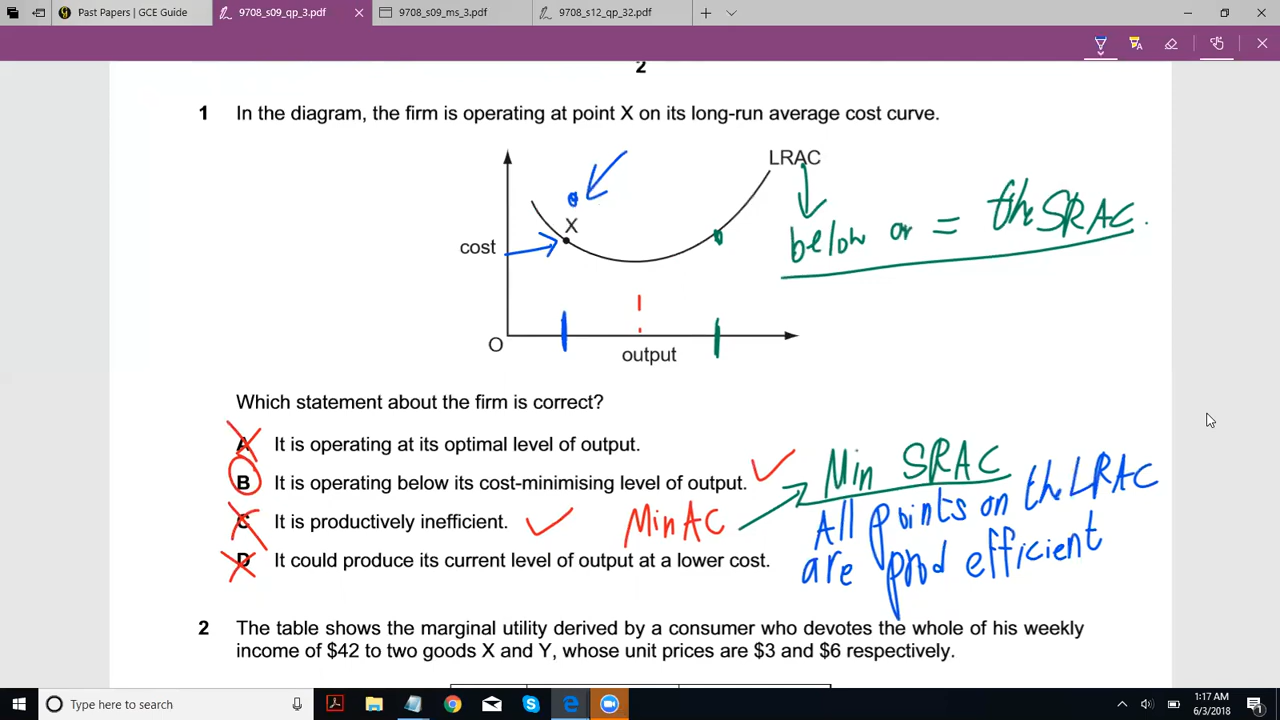 Past Papers | GCE Guide
9708_s09_qp_3.pdf
9708_s09_ms_3.pdf
9708_s12_qp_32.pdf
2
1 In the diagram, the firm is operating at point X on its long-run average cost curve.
LRAC
X
cost
O
output
below or = the SRAC.
Which statement about the firm is correct?
A It is operating at its optimal level of output.
B It is operating below its cost-minimising level of output.
C It is productively inefficient.
D It could produce its current level of output at a lower cost.
Min AC
Min SRAC
All points on the LRAC
are prod efficient
2 The table shows the marginal utility derived by a consumer who devotes the whole of his weekly
income of $42 to two goods X and Y, whose unit prices are $3 and $6 respectively.
Type here to search
1:17 AM
6/3/2018